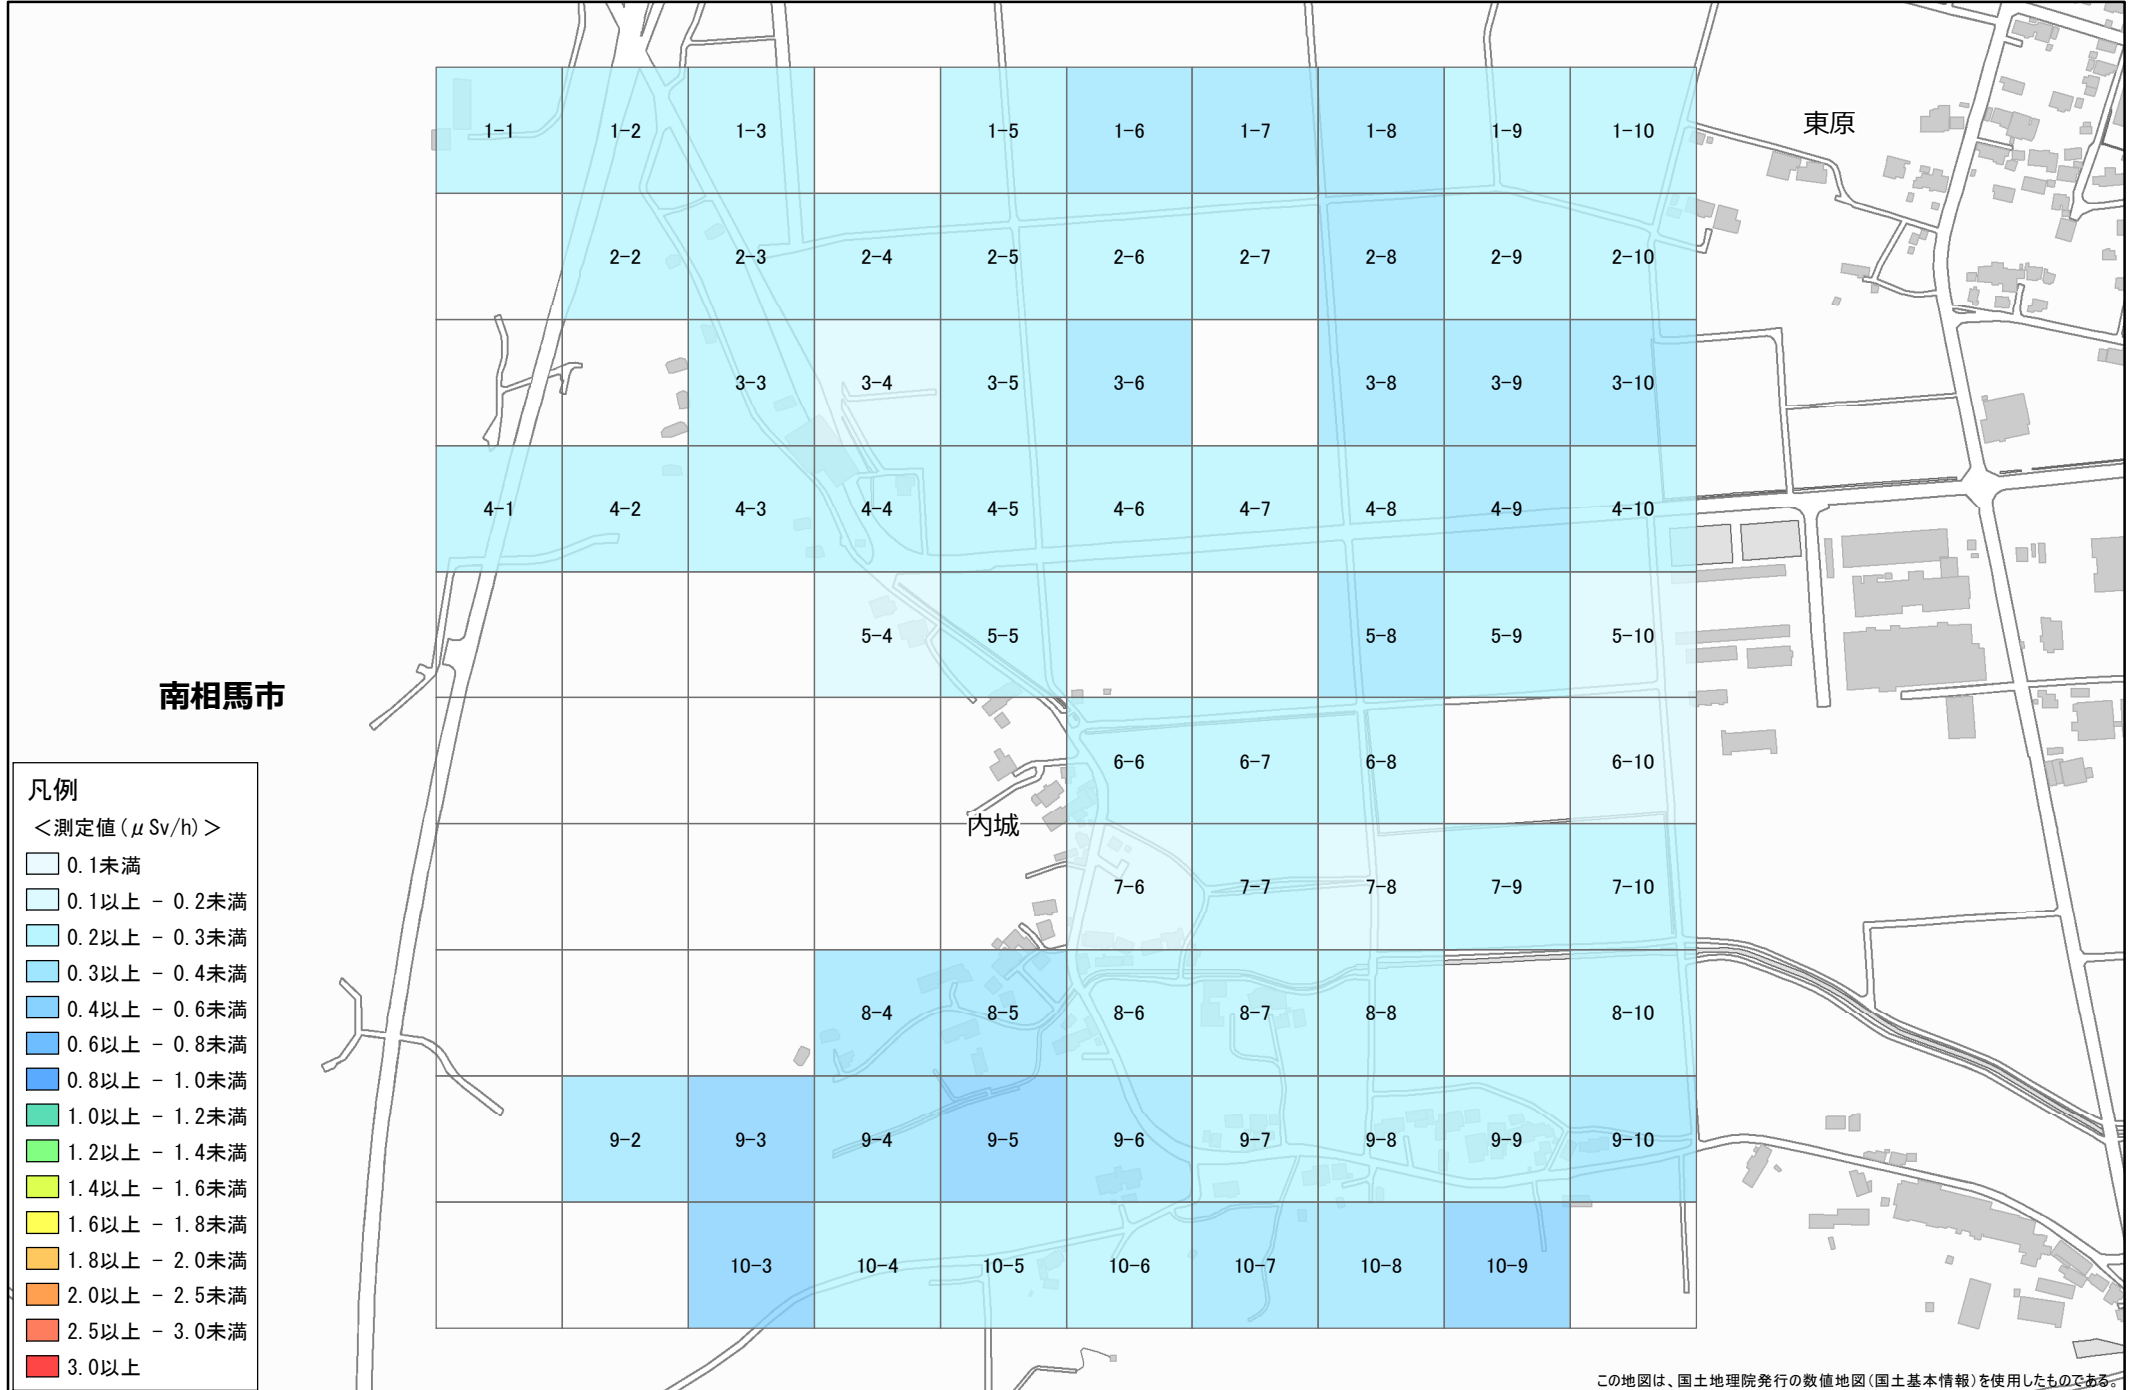 1-1 1-2 1-3 1-5 1-6 1-7 1-8 1-9 1-10
東原
2-2 2-3 2-4 2-5 2-6 2-7 2-8 2-9 2-10
3-3 3-4 3-5 3-6 3-8 3-9 3-10
4-1 4-2 4-3 4-4 4-5 4-6 4-7 4-8 4-9 4-10
5-4 5-5 5-8 5-9 5-10
南相馬市
6-6 6-7 6-8 6-10
内城
7-6 7-7 7-8 7-9 7-10
8-4 8-5 8-6 8-7 8-8 8-10
9-2 9-3 9-4 9-5 9-6 9-7 9-8 9-9 9-10
10-3 10-4 10-5 10-6 10-7 10-8 10-9
凡例
＜測定値(μSv/h)＞
0.1未満
0.1以上 - 0.2未満
0.2以上 - 0.3未満
0.3以上 - 0.4未満
0.4以上 - 0.6未満
0.6以上 - 0.8未満
0.8以上 - 1.0未満
1.0以上 - 1.2未満
1.2以上 - 1.4未満
1.4以上 - 1.6未満
1.6以上 - 1.8未満
1.8以上 - 2.0未満
2.0以上 - 2.5未満
2.5以上 - 3.0未満
3.0以上
この地図は、国土地理院発行の数値地図(国土基本情報)を使用したものである。